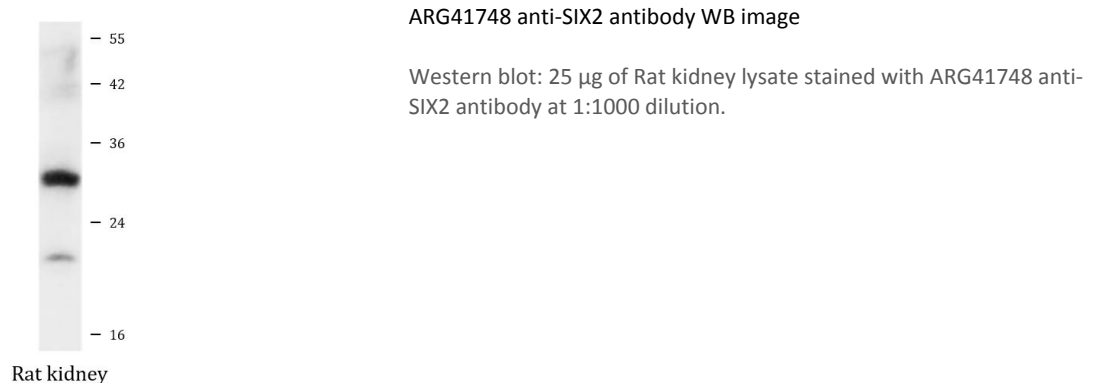 ARG41748 anti-SIX2 antibody WB image
Western blot: 25 µg of Rat kidney lysate stained with ARG41748 anti-
SIX2 antibody at 1:1000 dilution.
– 55
– 42
– 36
– 24
– 16
Rat kidney